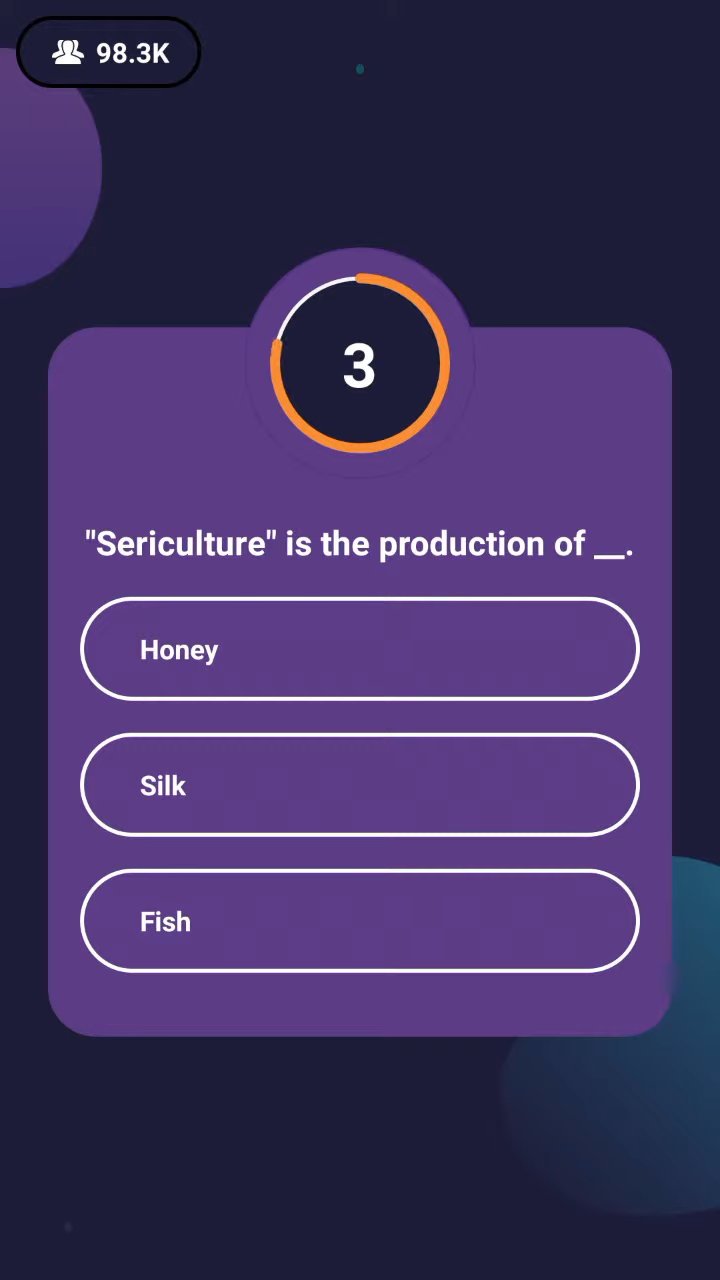 98.3K
3
"Sericulture" is the production of __.
Honey
Silk
Fish